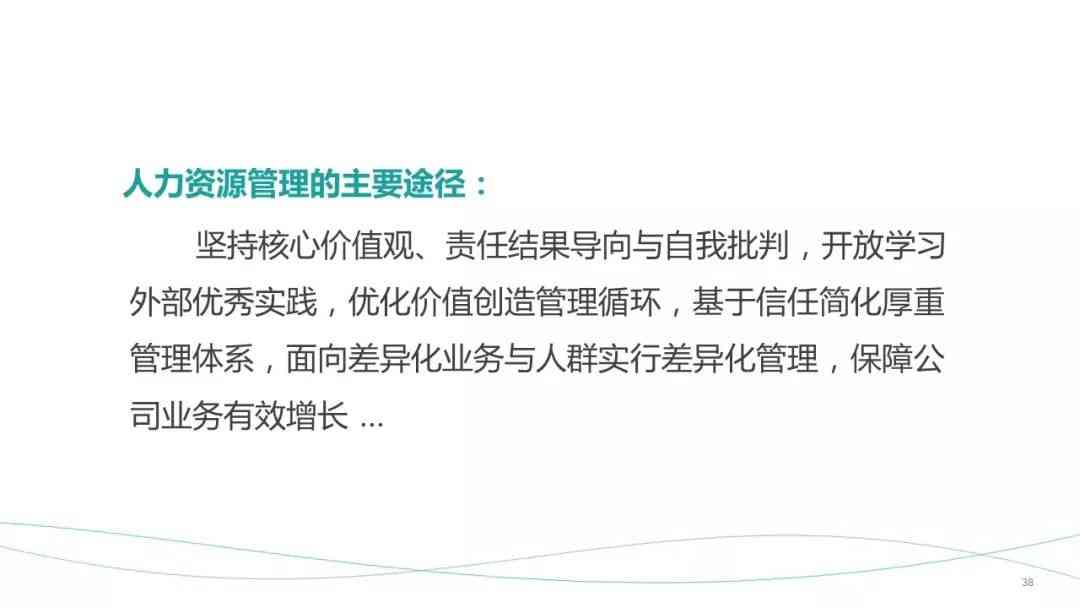 人力资源管理的主要途径：
坚持核心价值观、责任结果导向与自我批判，开放学习
外部优秀实践，优化价值创造管理循环，基于信任简化厚重
管理体系，面向差异化业务与人群实行差异化管理，保障公
司业务有效增长 ...
38